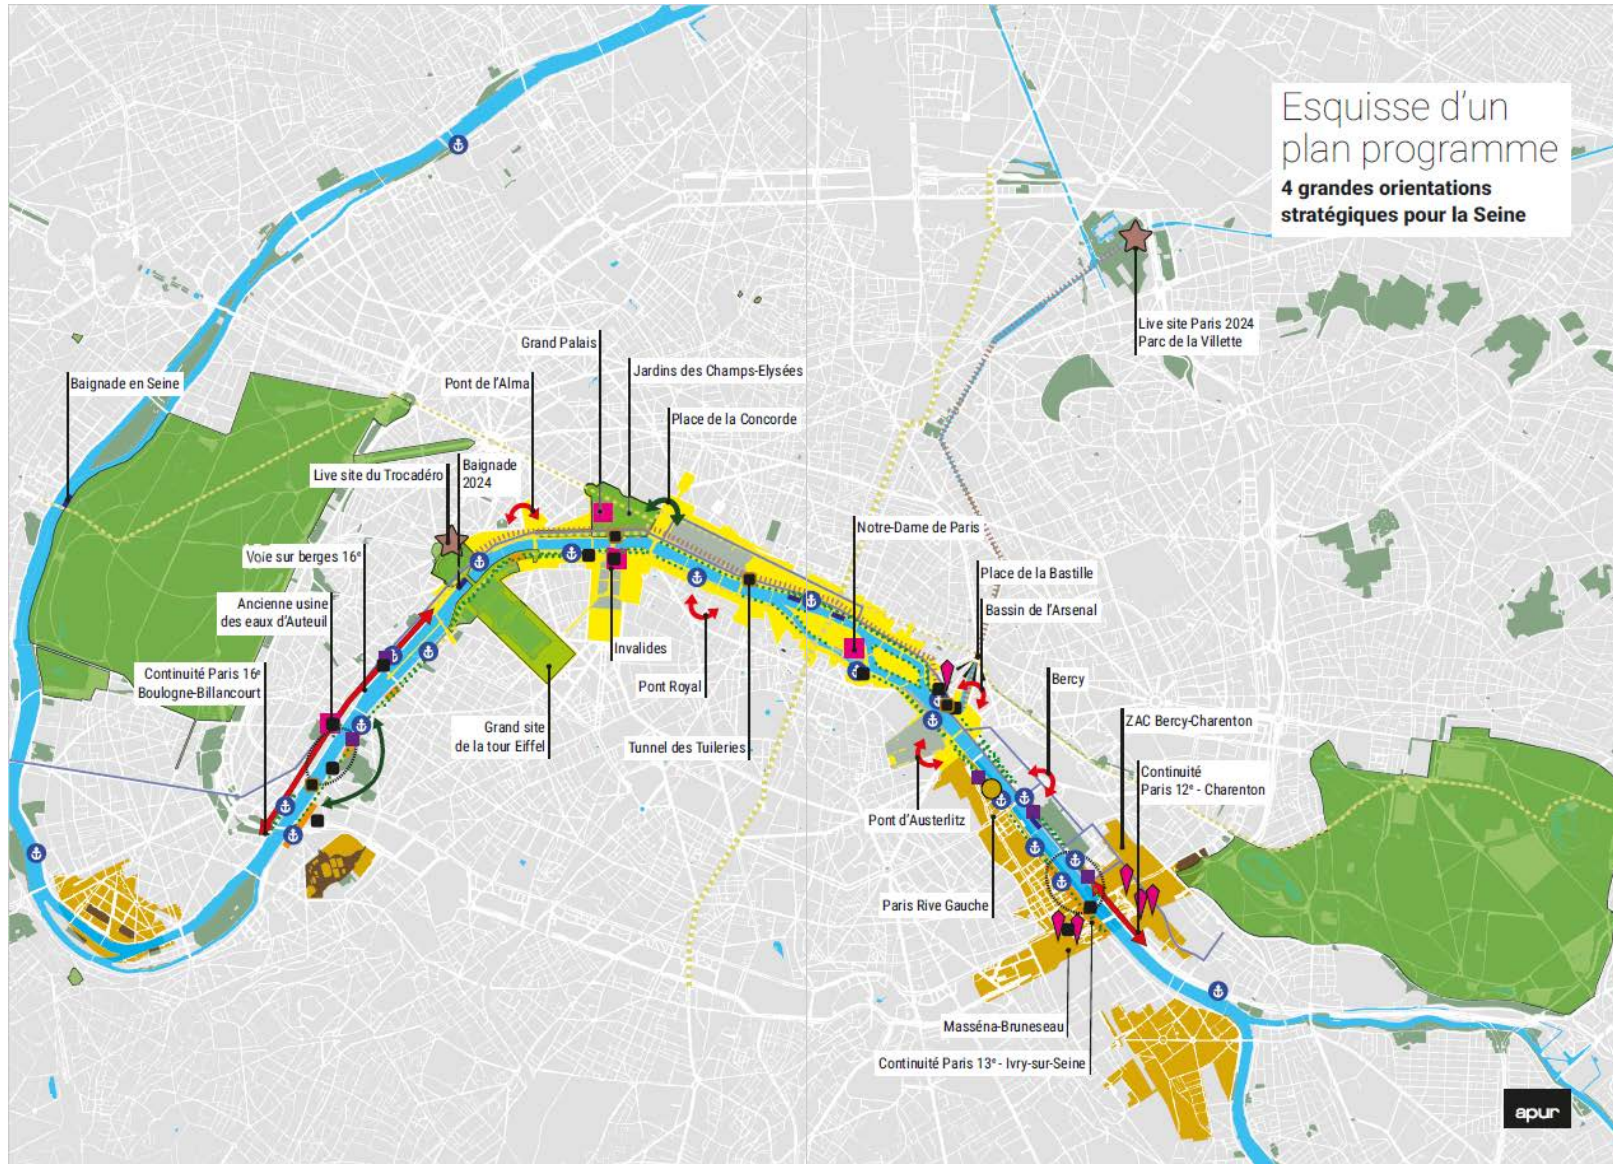 Esquisse d'un
plan programme
4 grandes orientations
stratégiques pour la Seine
Live site Paris 2024
Parc de la Villette
Grand Palais
Jardins des Champs-Elysées
Baignade en Seine
Pont de l'Alma
Place de la Concorde
Live site du Trocadéro
Baignade
2024
Notre-Dame de Paris
Voie sur berges 16e
Place de la Bastille
Ancienne usine
des eaux d'Auteuil
Bassin de l'Arsenal
Invalides
Continuité Paris 16e
Boulogne-Billancourt
Pont Royal
Bercy
Grand site
de la tour Eiffel
Tunnel des Tuileries
ZAC Bercy-Charenton
Continuité
Paris 12e - Charenton
Pont d'Austerlitz
Paris Rive Gauche
Masséna-Bruneseau
Continuité Paris 13e - Ivry-sur-Seine
apur